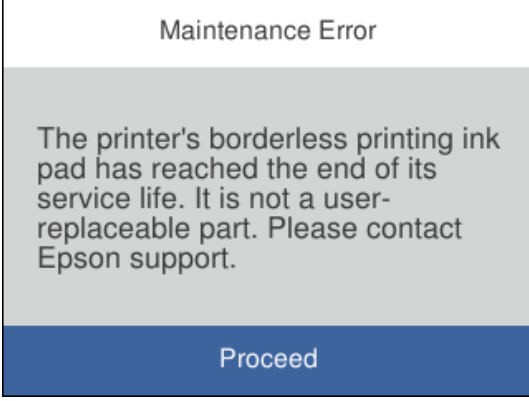 Maintenance Error
The printer's borderless printing ink
pad has reached the end of its
service life. It is not a user-
replaceable part. Please contact
Epson support.
Proceed